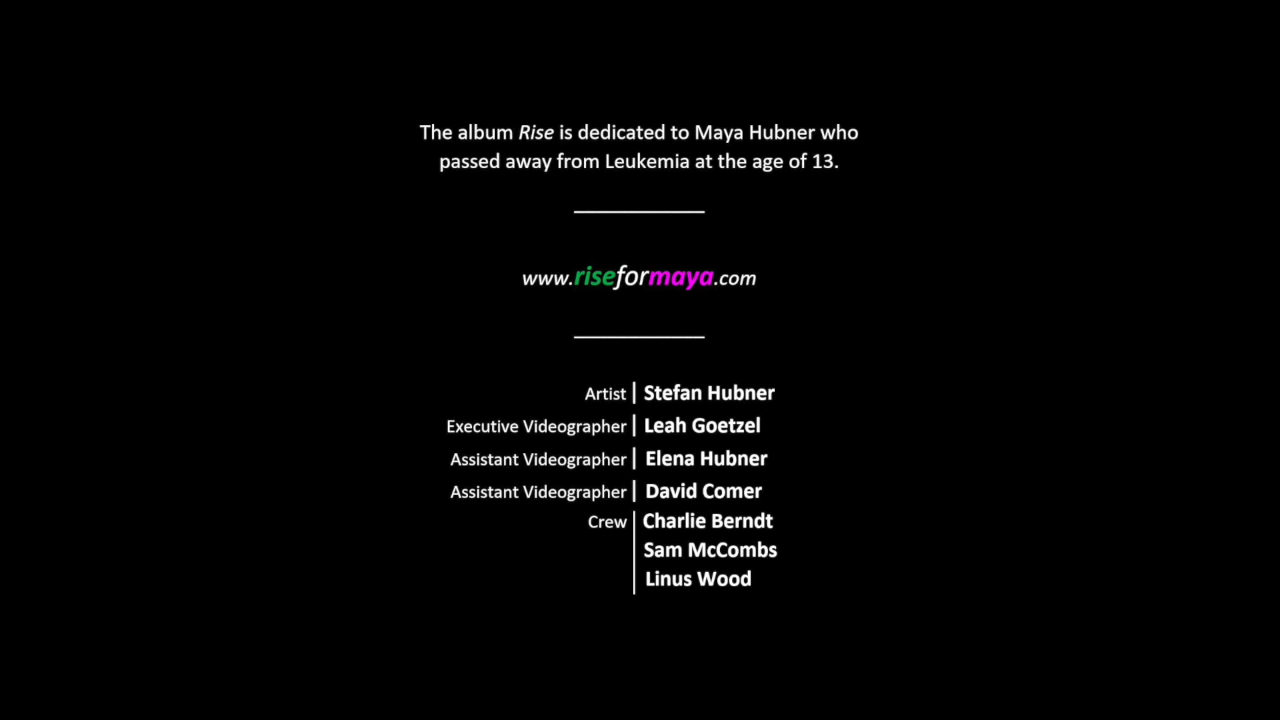 The album Rise is dedicated to Maya Hubner who
passed away from Leukemia at the age of 13.
www.riseformaya.com
Artist | Stefan Hubner
Executive Videographer | Leah Goetzel
Assistant Videographer | Elena Hubner
Assistant Videographer | David Comer
Crew | Charlie Berndt
Sam McCombs
Linus Wood